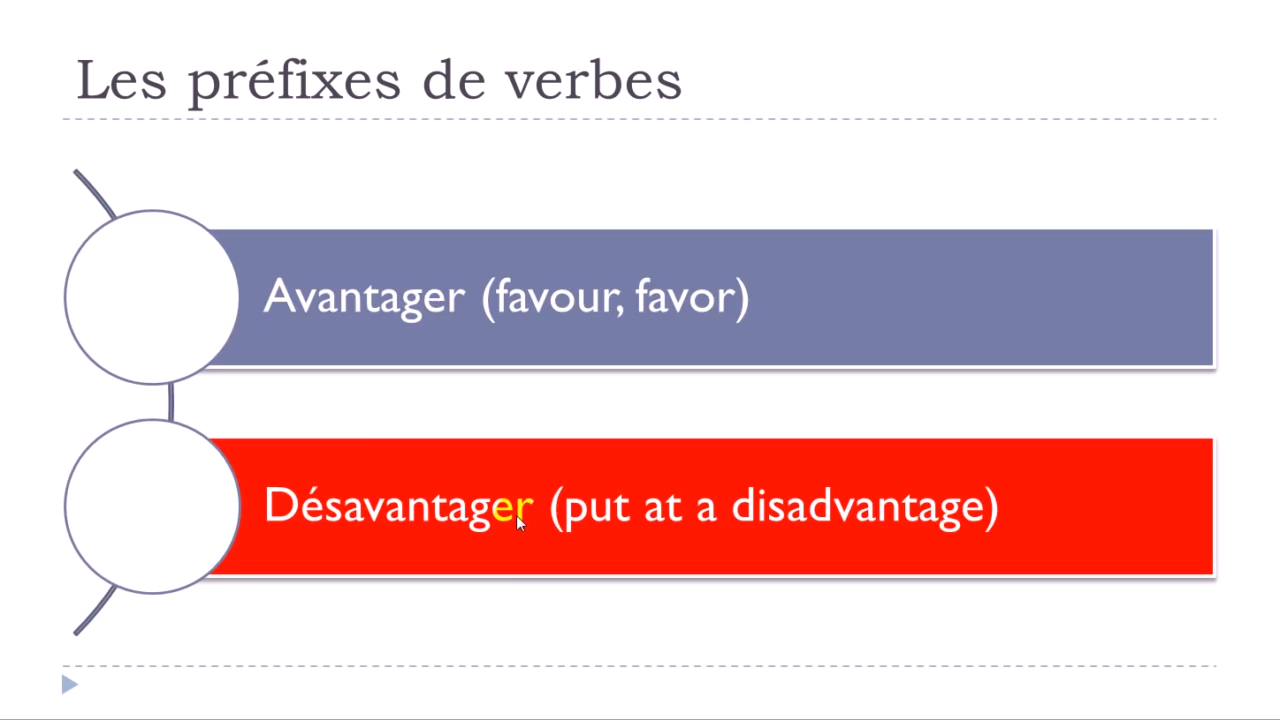 Les préfixes de verbes
Avantager (favour, favor)
Désavantager (put at a disadvantage)